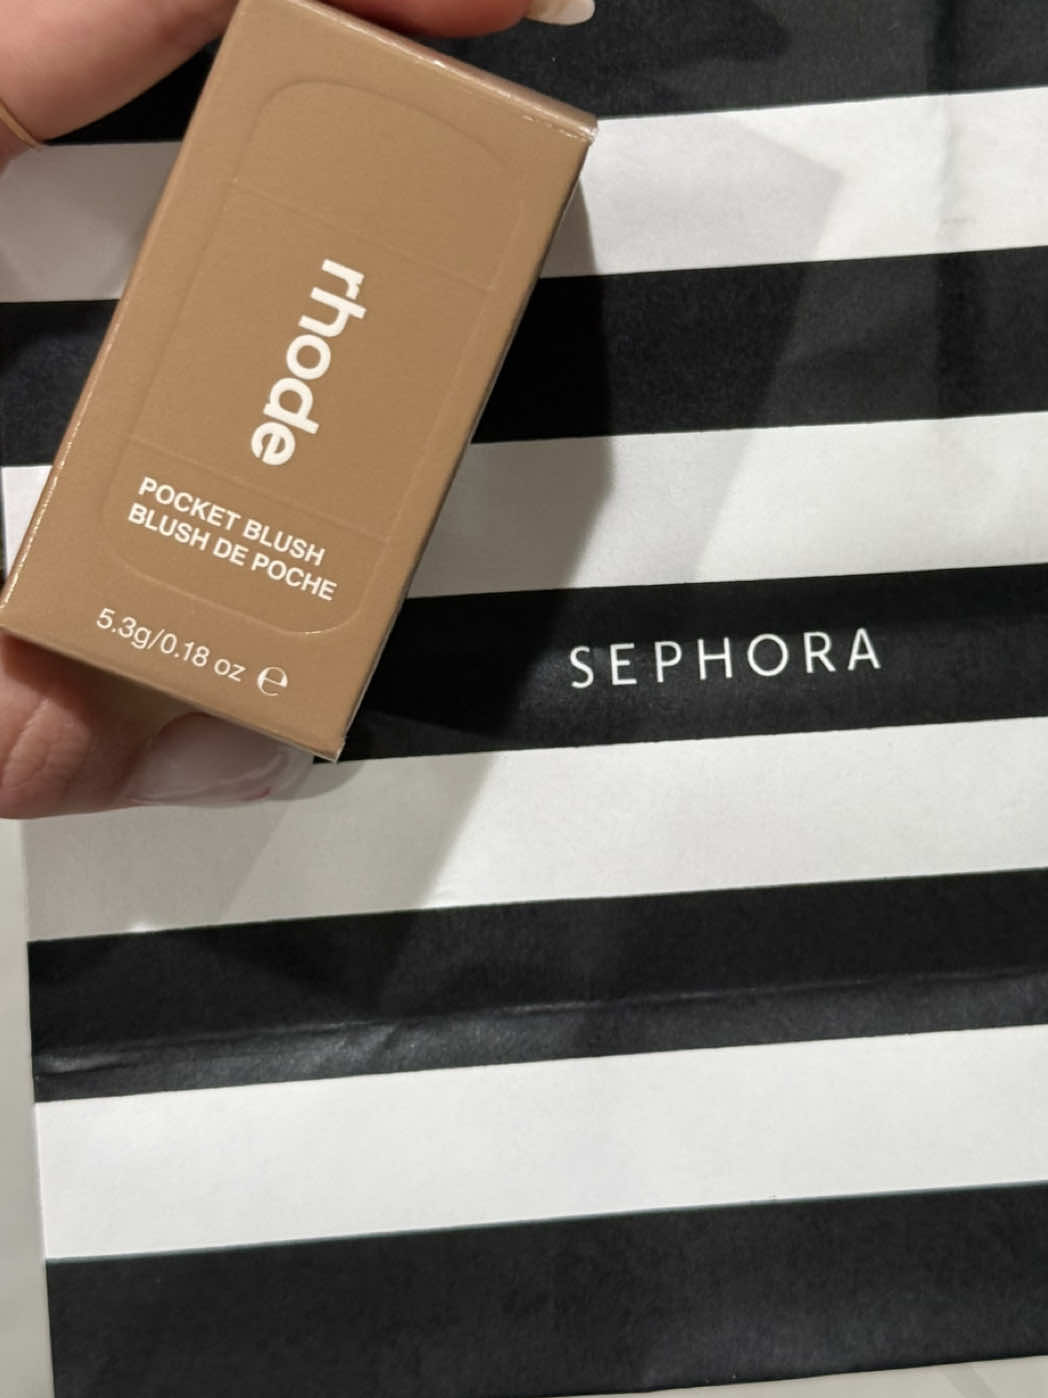 rhode
POCKET BLUSH
BLUSH DE POCHE
5.3g/0.18 oz ℮
SEPHORA